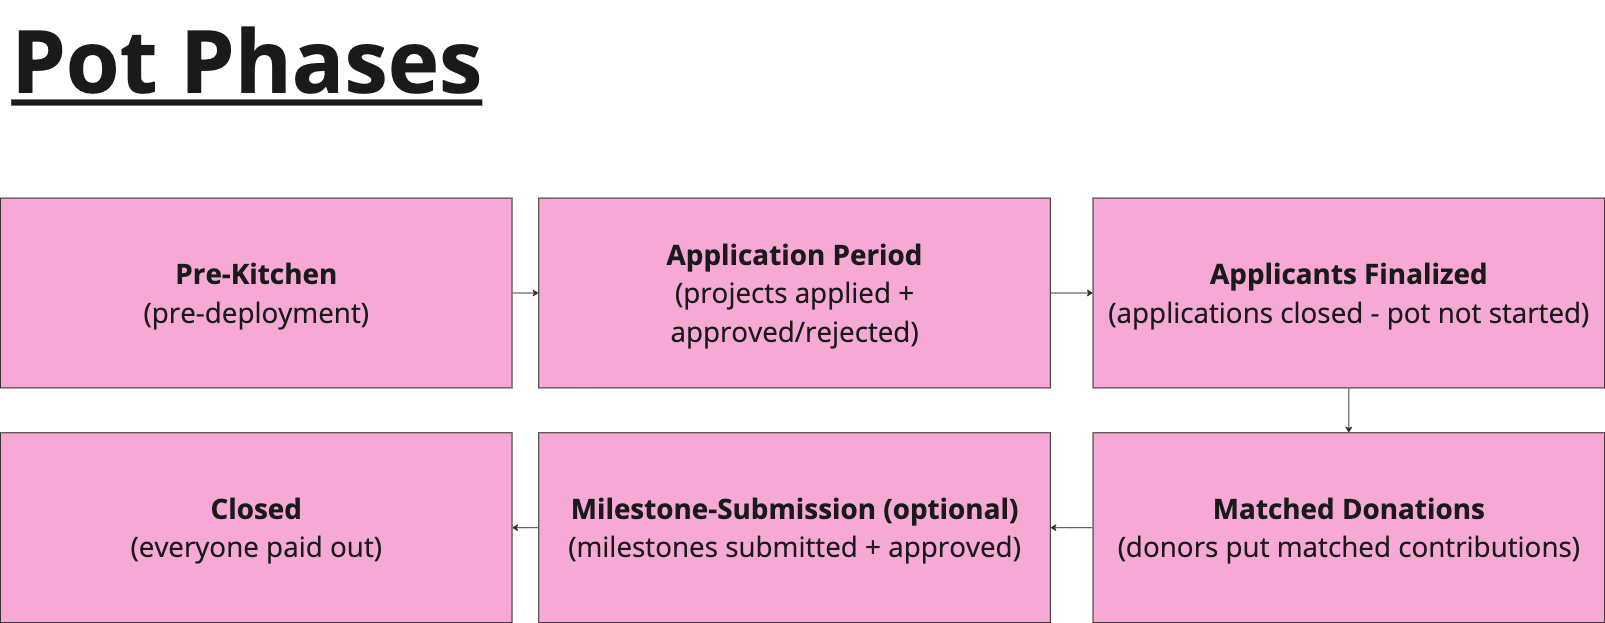 Pot Phases
Pre-Kitchen
(pre-deployment)
Application Period
(projects applied +
approved/rejected)
Applicants Finalized
(applications closed - pot not started)
Matched Donations
(donors put matched contributions)
Milestone-Submission (optional)
(milestones submitted + approved)
Closed
(everyone paid out)